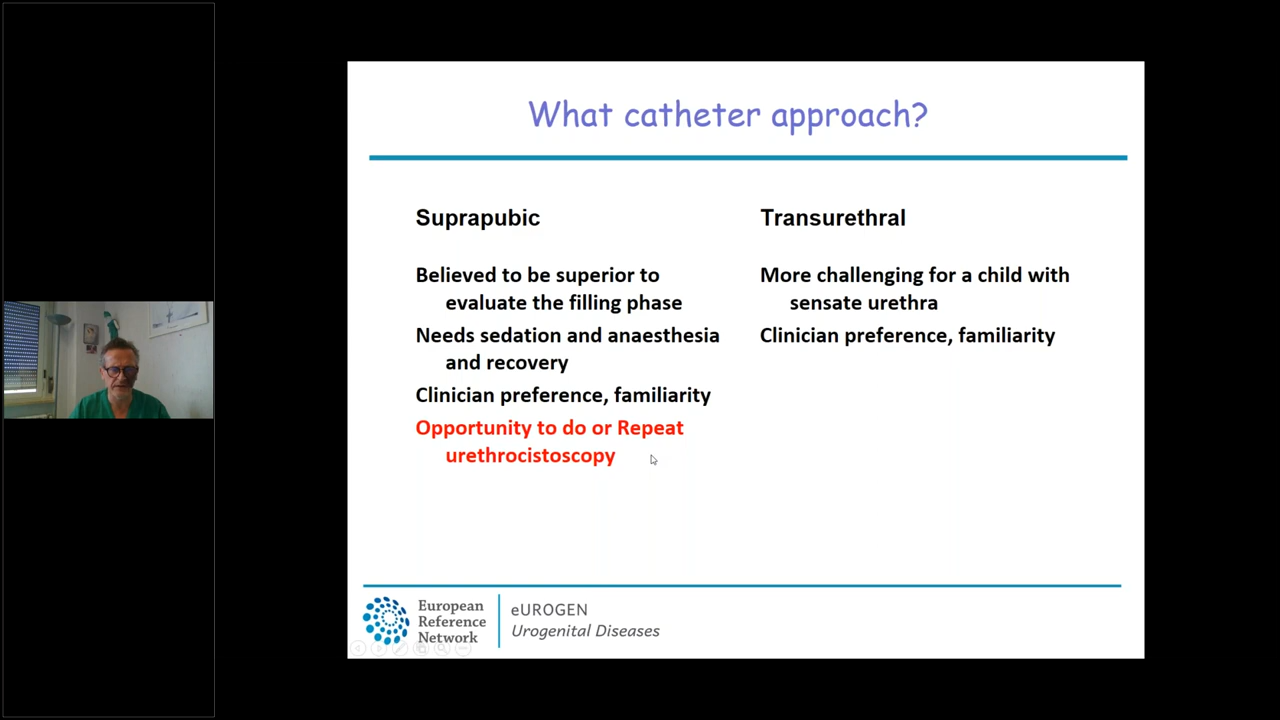 What catheter approach?
Suprapubic
Believed to be superior to
evaluate the filling phase
Needs sedation and anaesthesia
and recovery
Clinician preference, familiarity
Opportunity to do or Repeat
urethrocistoscopy
Transurethral
More challenging for a child with
sensate urethra
Clinician preference, familiarity
European
Reference
Network
eUROGEN
Urogenital Diseases